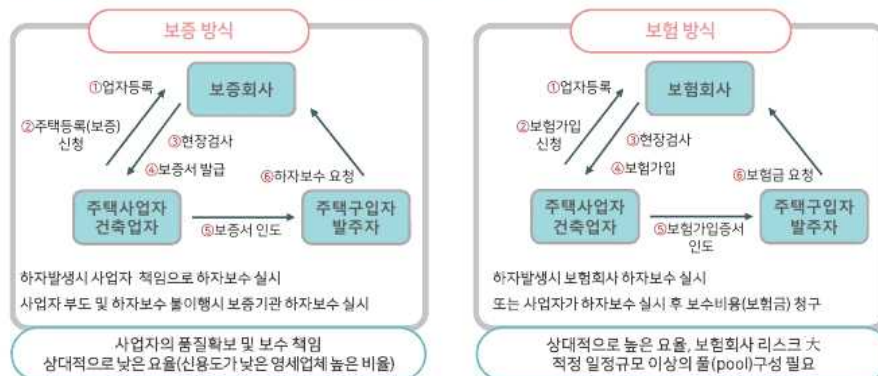 보증 방식
①업자등록
보증회사
②주택등록(보증)
신청
③현장검사
④보증서 발급
⑥하자보수 요청
주택사업자
건축업자
⑤보증서 인도
주택구입자
발주자
하자발생시 사업자 책임으로 하자보수 실시
사업자 부도 및 하자보수 불이행시 보증기관 하자보수 실시
사업자의 품질확보 및 보수 책임
상대적으로 낮은 요율(신용도가 낮은 영세업체 높은 비율)
보험 방식
①업자등록
보험회사
②보험가입
신청
③현장검사
④보험가입
⑥보험금 요청
주택사업자
건축업자
⑤보험가입증서
인도
주택구입자
발주자
하자발생시 보험회사 하자보수 실시
또는 사업자가 하자보수 실시 후 보수비용(보험금) 청구
상대적으로 높은 요율, 보험회사 리스크 大
적정 일정규모 이상의 풀(pool)구성 필요